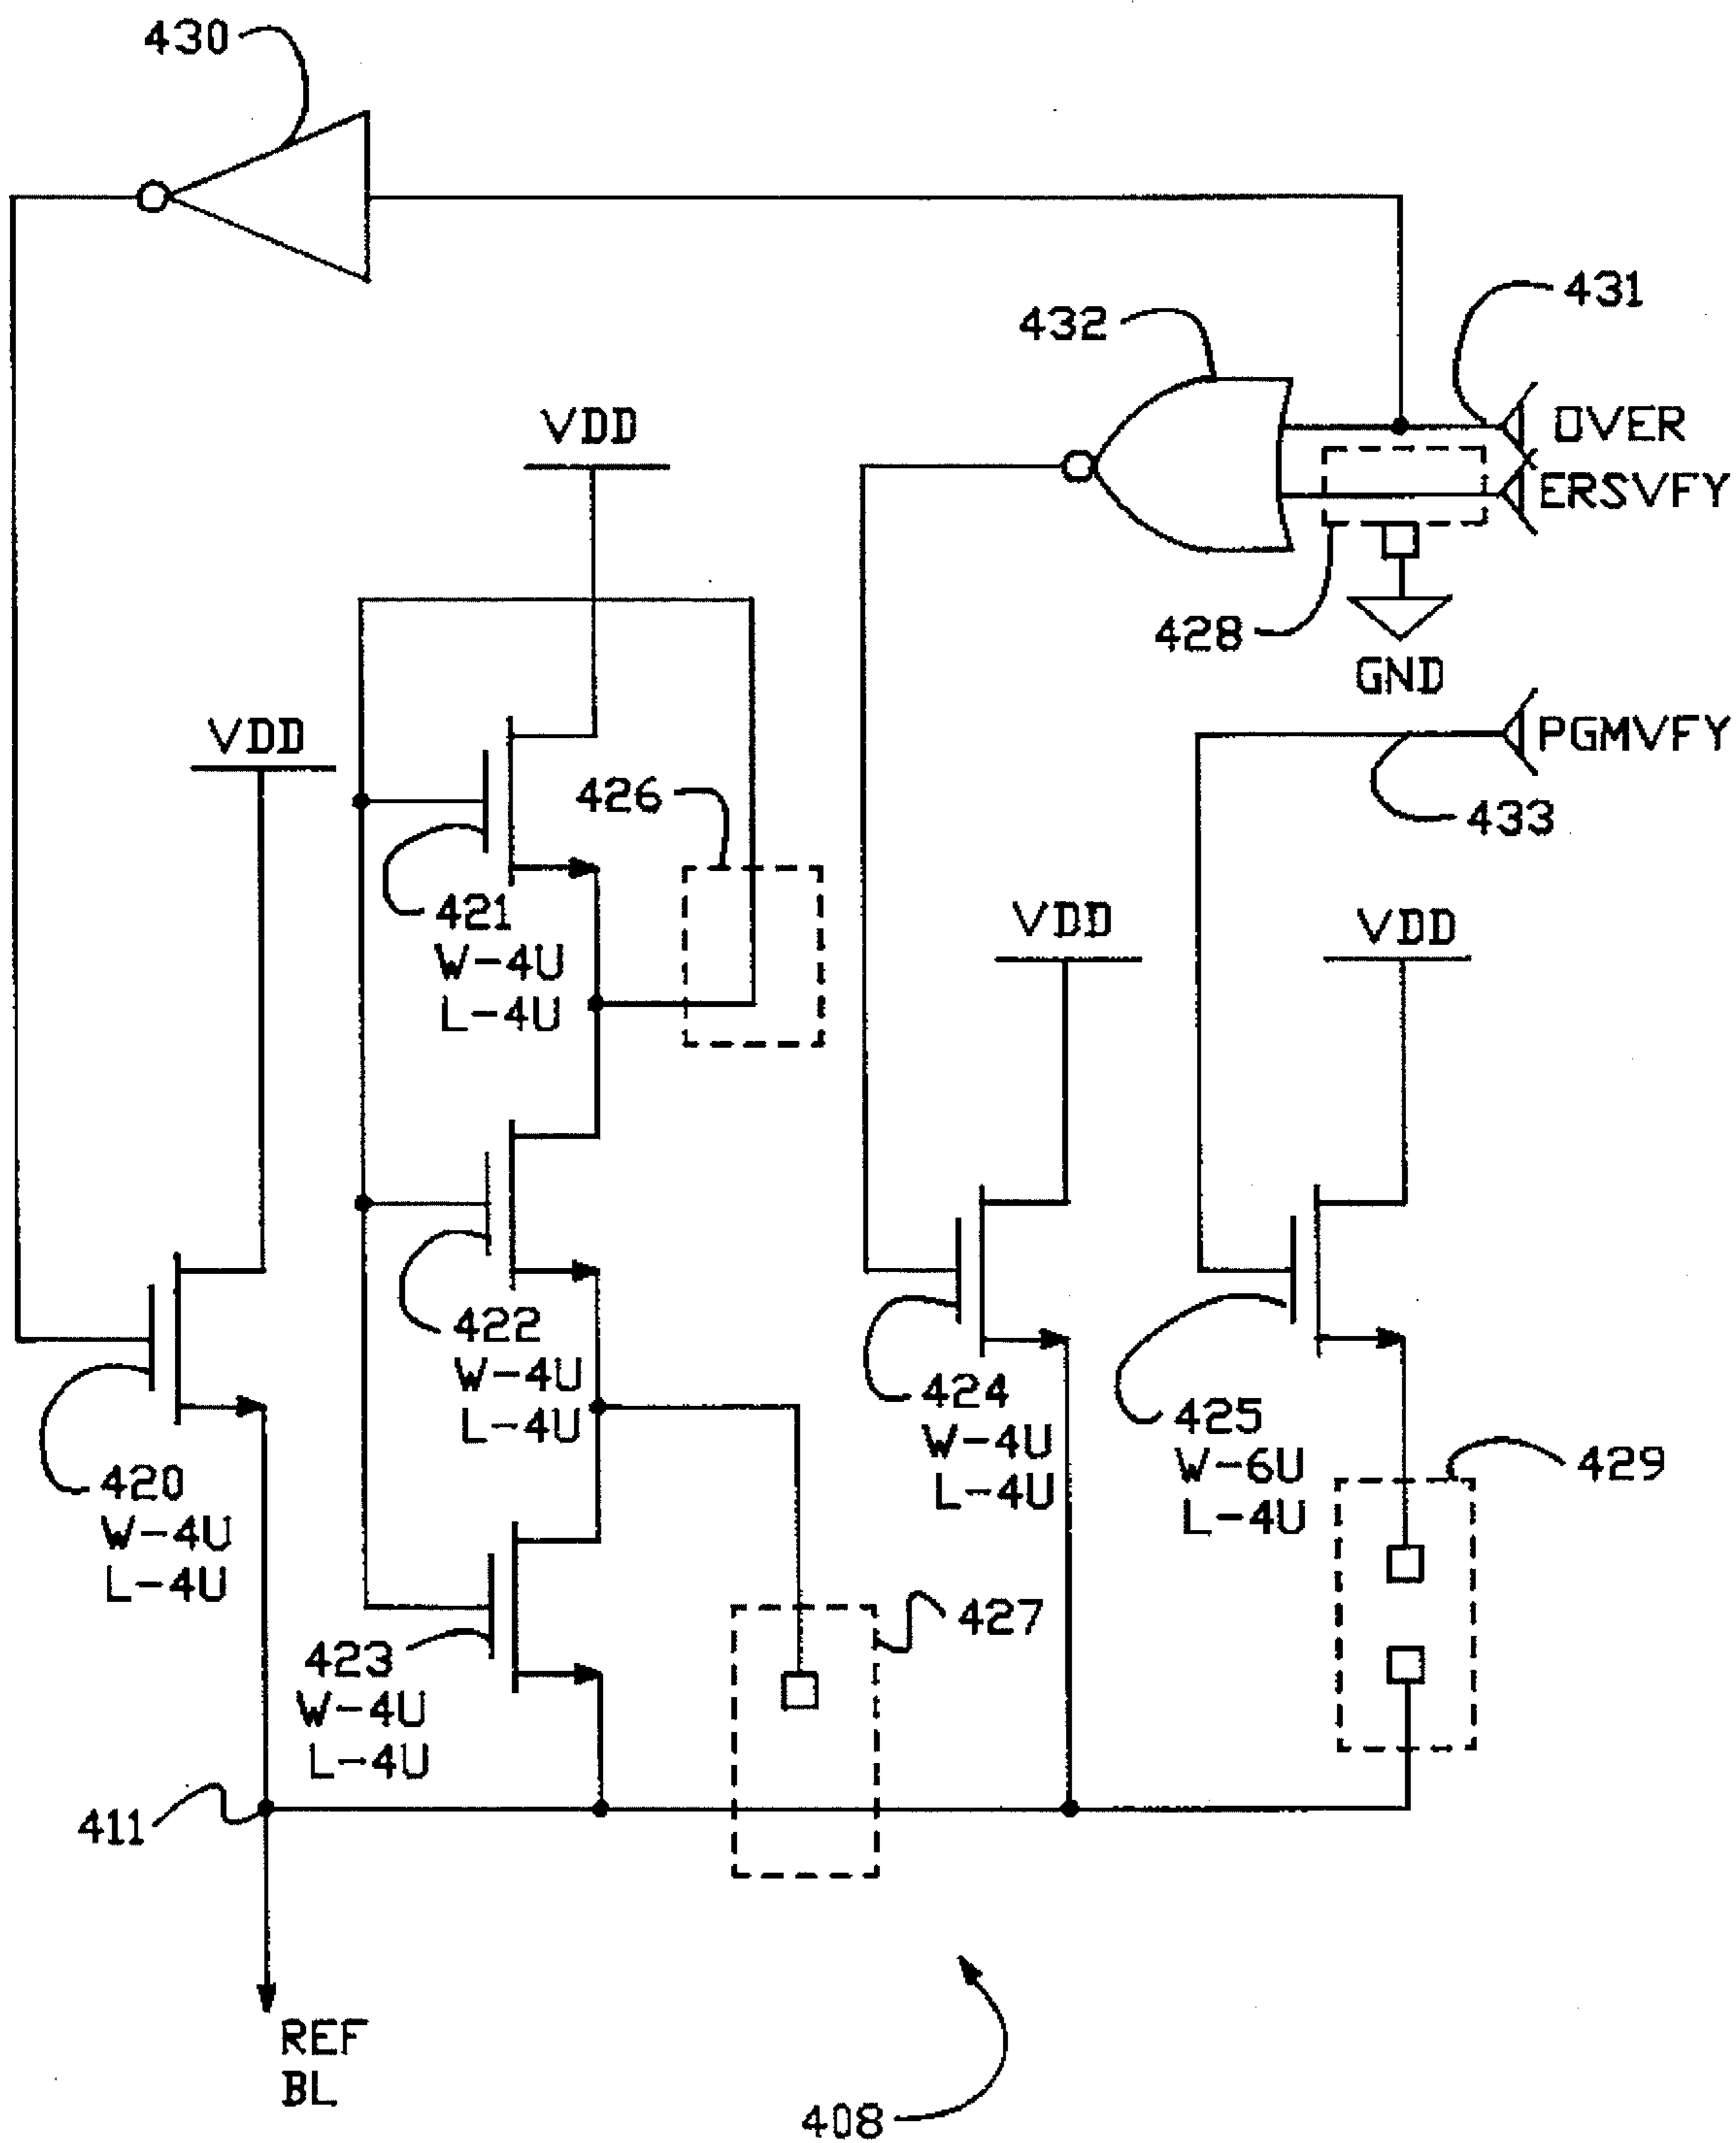 430
431
432
OVER
ERSVFY
VDD
428
GND
VDD
PGMVFY
426
433
421
W-4U
L-4U
VDD
VDD
422
W-4U
L-4U
424
W-4U
L-4U
425
W-6U
L-4U
429
420
W-4U
L-4U
427
423
W-4U
L-4U
411
REF
BL
408